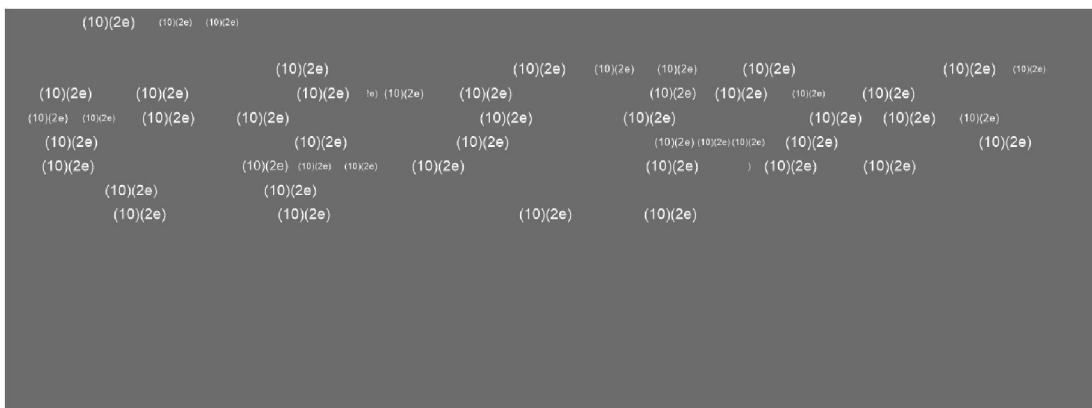 (10)(2e) (10)(2e) (10)(2e)
(10)(2e) (10)(2e) (10)(2e) (10)(2e) (10)(2e) (10)(2e) (10)(2e)
(10)(2e) (10)(2e) (10)(2e) (10)(2e) (10)(2e) (10)(2e) (10)(2e) (10)(2e) (10)(2e)
(10)(2e) (10)(2e) (10)(2e) (10)(2e) (10)(2e) (10)(2e) (10)(2e) (10)(2e) (10)(2e)
(10)(2e) (10)(2e) (10)(2e) (10)(2e) (10)(2e) (10)(2e) (10)(2e) (10)(2e)
(10)(2e) (10)(2e) (10)(2e) (10)(2e) (10)(2e) (10)(2e) ) (10)(2e) (10)(2e)
(10)(2e) (10)(2e)
(10)(2e) (10)(2e) (10)(2e) (10)(2e)